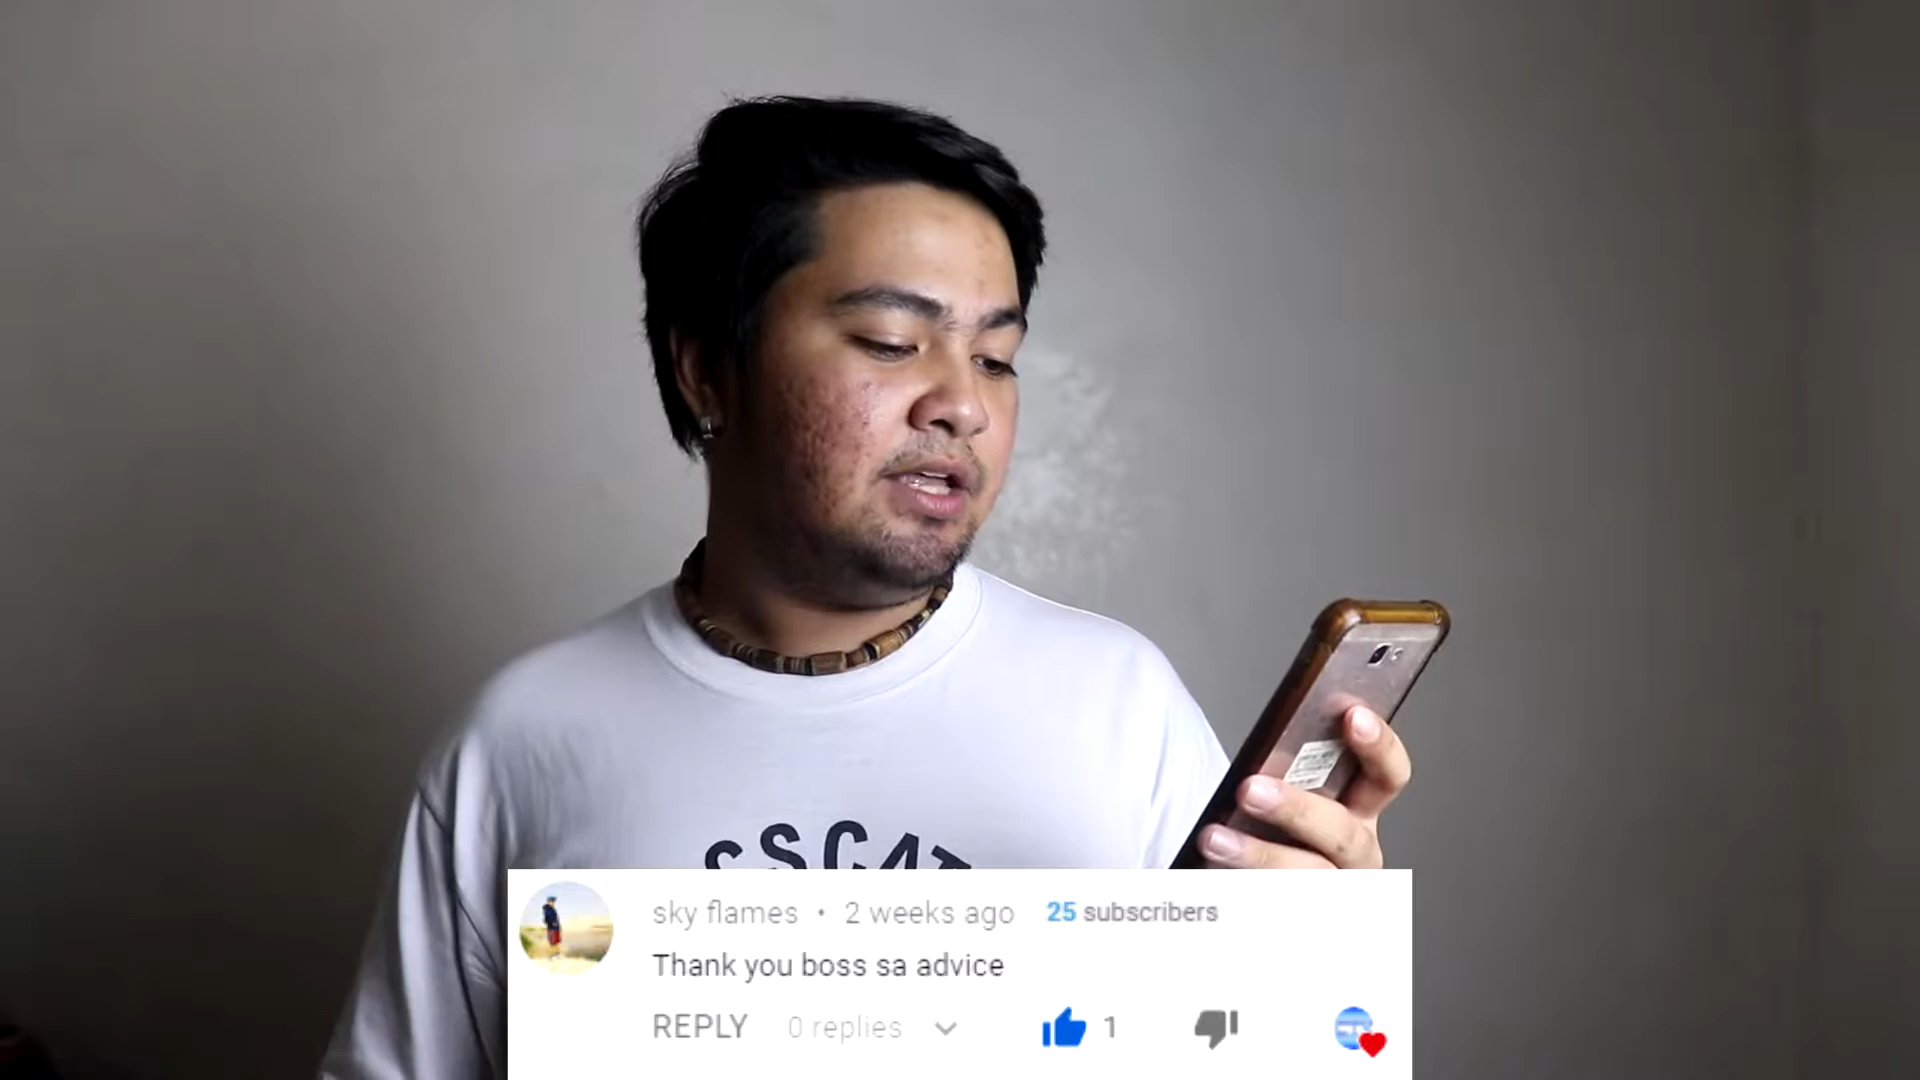 sky flames • 2 weeks ago 25 subscribers
Thank you boss sa advice
REPLY 0 replies 1